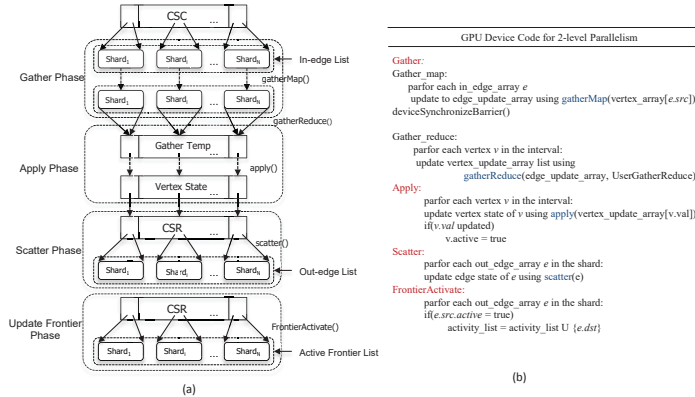 CSC
...
Gather Phase
Shard1
Shardi
...
ShardN
In-edge List
gatherMap()
Shard1
Shardi
...
ShardN
gatherReduce()
Gather Temp
...
Apply Phase
apply()
Vertex State
...
CSR
...
Scatter Phase
scatter()
Shard1
Shardi
...
ShardN
Out-edge List
CSR
...
Update Frontier
Phase
FrontierActivate()
Shard1
Shardi
...
ShardN
Active Frontier List
(a)
GPU Device Code for 2-level Parallelism
Gather:
Gather_map:
parfor each in_edge_array e
update to edge_update_array using gatherMap(vertex_array[e.src])
deviceSynchronizeBarrier()
Gather_reduce:
parfor each vertex v in the interval:
update vertex_update_array list using
gatherReduce(edge_update_array, UserGatherReduce)
Apply:
parfor each vertex v in the interval:
update vertex state of v using apply(vertex_update_array[v.val])
if(v.val updated)
v.active = true
Scatter:
parfor each out_edge_array e in the shard:
update edge state of e using scatter(e)
FrontierActivate:
parfor each out_edge_array e in the shard:
if(e.src.active = true)
activity_list = activity_list U {e.dst}
(b)